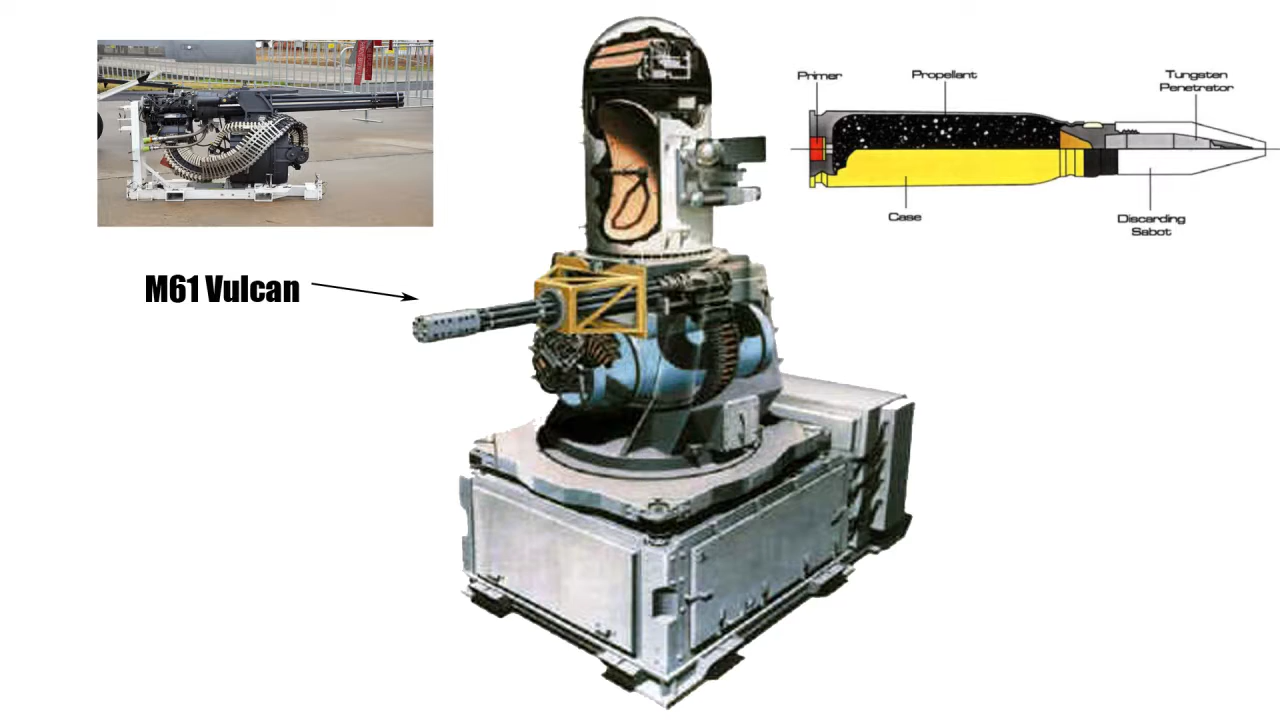 Primer
Propellant
Tungsten
Penetrator
Case
Discarding
Sabot
M61 Vulcan